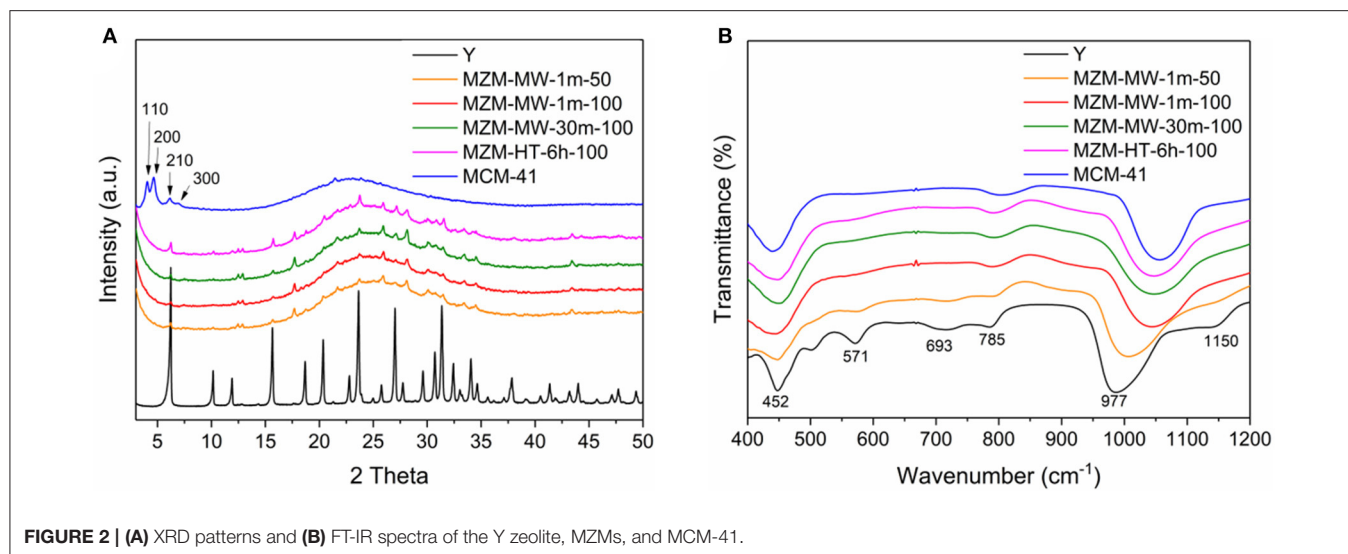 A
Y
MZM-MW-1m-50
MZM-MW-1m-100
MZM-MW-30m-100
MZM-HT-6h-100
MCM-41
110
200
210
300
Intensity (a.u.)
5 10 15 20 25 30 35 40 45 50
2 Theta
B
Y
MZM-MW-1m-50
MZM-MW-1m-100
MZM-MW-30m-100
MZM-HT-6h-100
MCM-41
Transmittance (%)
452
571
693
785
977
1150
400 500 600 700 800 900 1000 1100 1200
Wavenumber (cm⁻¹)
FIGURE 2 | (A) XRD patterns and (B) FT-IR spectra of the Y zeolite, MZMs, and MCM-41.